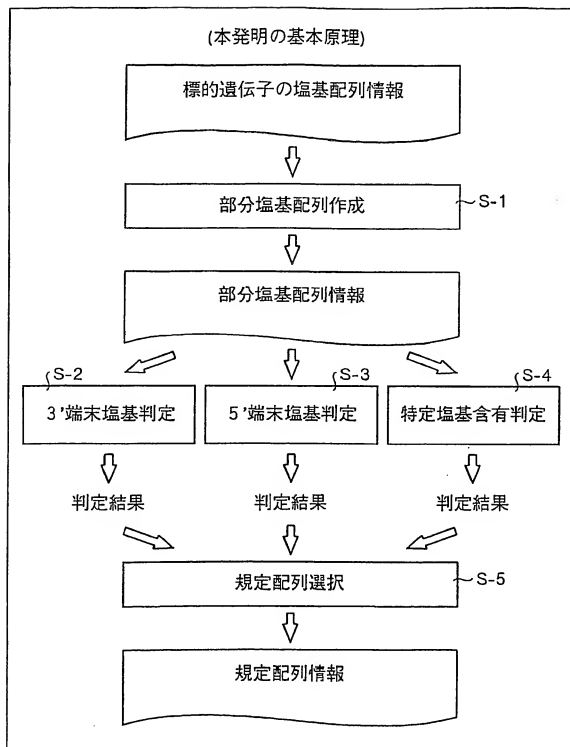 (本発明の基本原理)
標的遺伝子の塩基配列情報
部分塩基配列作成
S-1
部分塩基配列情報
S-2
S-3
S-4
3'端末塩基判定
5'端末塩基判定
特定塩基含有判定
判定結果
判定結果
判定結果
規定配列選択
S-5
規定配列情報